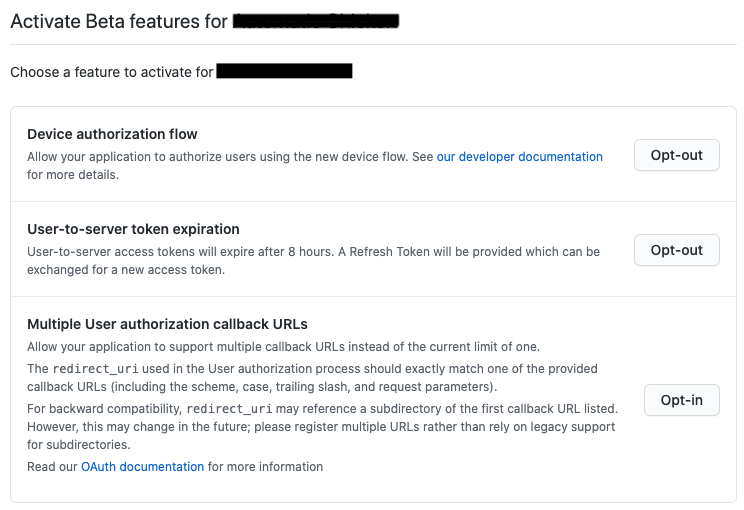 Activate Beta features for
Choose a feature to activate for
Device authorization flow
Allow your application to authorize users using the new device flow. See our developer documentation
for more details.
Opt-out
User-to-server token expiration
User-to-server access tokens will expire after 8 hours. A Refresh Token will be provided which can be
exchanged for a new access token.
Opt-out
Multiple User authorization callback URLs
Allow your application to support multiple callback URLs instead of the current limit of one.
The redirect_uri used in the User authorization process should exactly match one of the provided
callback URLs (including the scheme, case, trailing slash, and request parameters).
For backward compatibility, redirect_uri may reference a subdirectory of the first callback URL listed.
However, this may change in the future; please register multiple URLs rather than rely on legacy support
for subdirectories.
Read our OAuth documentation for more information
Opt-in